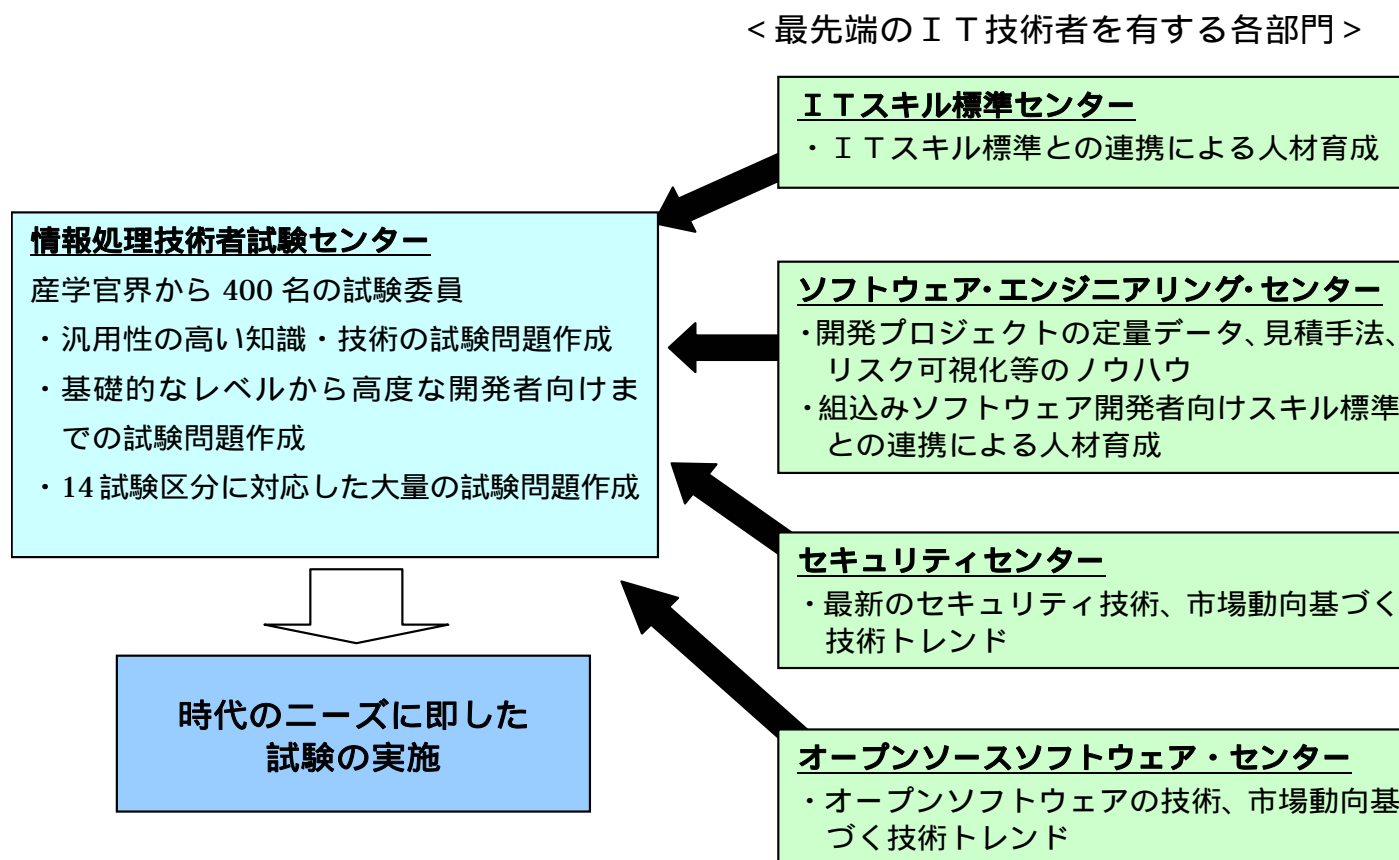 <最先端のＩＴ技術者を有する各部門>
ＩＴスキル標準センター
・ＩＴスキル標準との連携による人材育成
情報処理技術者試験センター
産学官界から 400 名の試験委員
・汎用性の高い知識・技術の試験問題作成
・基礎的なレベルから高度な開発者向けま
での試験問題作成
・14試験区分に対応した大量の試験問題作成
ソフトウェア・エンジニアリング・センター
・開発プロジェクトの定量データ、見積手法、
リスク可視化等のノウハウ
・組込みソフトウェア開発者向けスキル標準
との連携による人材育成
セキュリティセンター
・最新のセキュリティ技術、市場動向基づく
技術トレンド
時代のニーズに即した
試験の実施
オープンソースソフトウェア・センター
・オープンソフトウェアの技術、市場動向基
づく技術トレンド